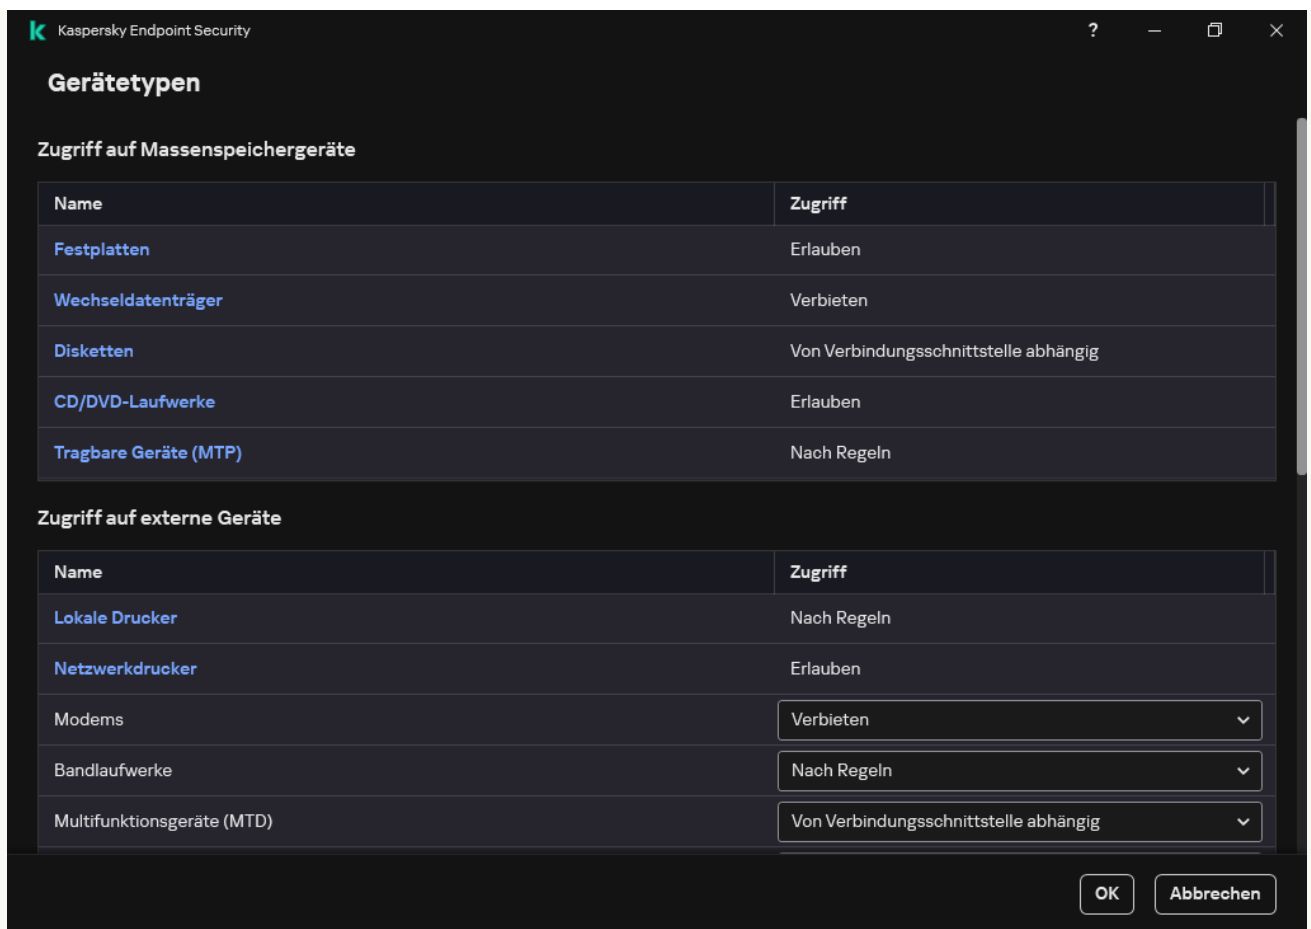 Kaspersky Endpoint Security ?
Gerätetypen
Zugriff auf Massenspeichergeräte
Name Zugriff
Festplatten Erlauben
Wechseldatenträger Verbieten
Disketten Von Verbindungsschnittstelle abhängig
CD/DVD-Laufwerke Erlauben
Tragbare Geräte (MTP) Nach Regeln
Zugriff auf externe Geräte
Name Zugriff
Lokale Drucker Nach Regeln
Netzwerkdrucker Erlauben
Modems Verbieten
Bandlaufwerke Nach Regeln
Multifunktionsgeräte (MTD) Von Verbindungsschnittstelle abhängig
OK Abbrechen